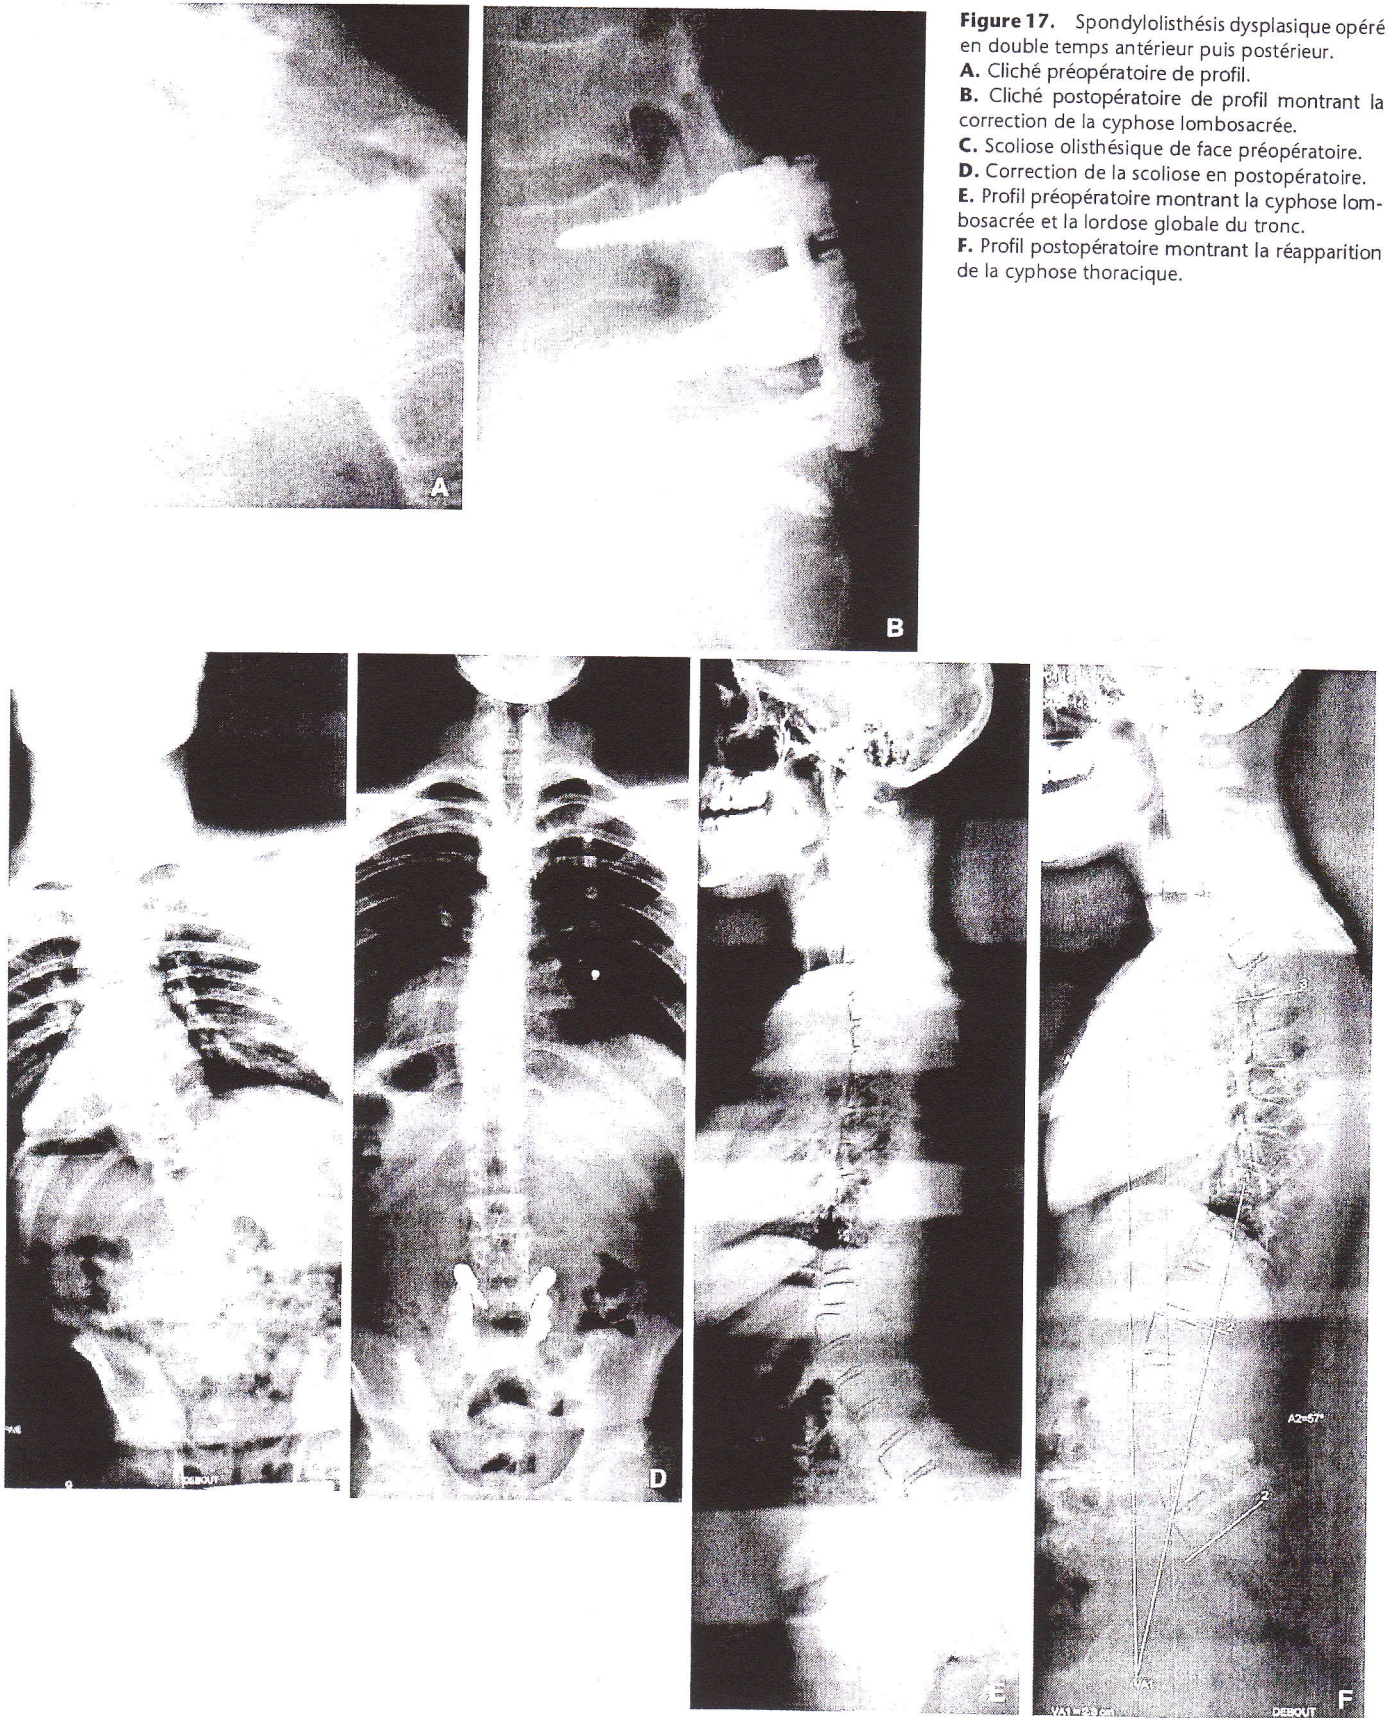 Figure 17. Spondylolisthésis dysplasique opéré
en double temps antérieur puis postérieur.
A. Cliché préopératoire de profil.
B. Cliché postopératoire de profil montrant la
correction de la cyphose lombosacrée.
C. Scoliose olisthésique de face préopératoire.
D. Correction de la scoliose en postopératoire.
E. Profil préopératoire montrant la cyphose lom-
bosacrée et la lordose globale du tronc.
F. Profil postopératoire montrant la réapparition
de la cyphose thoracique.
A
B
DEBOUT
D
E
3
A2=57°
2
VA1
DEBOUT
F